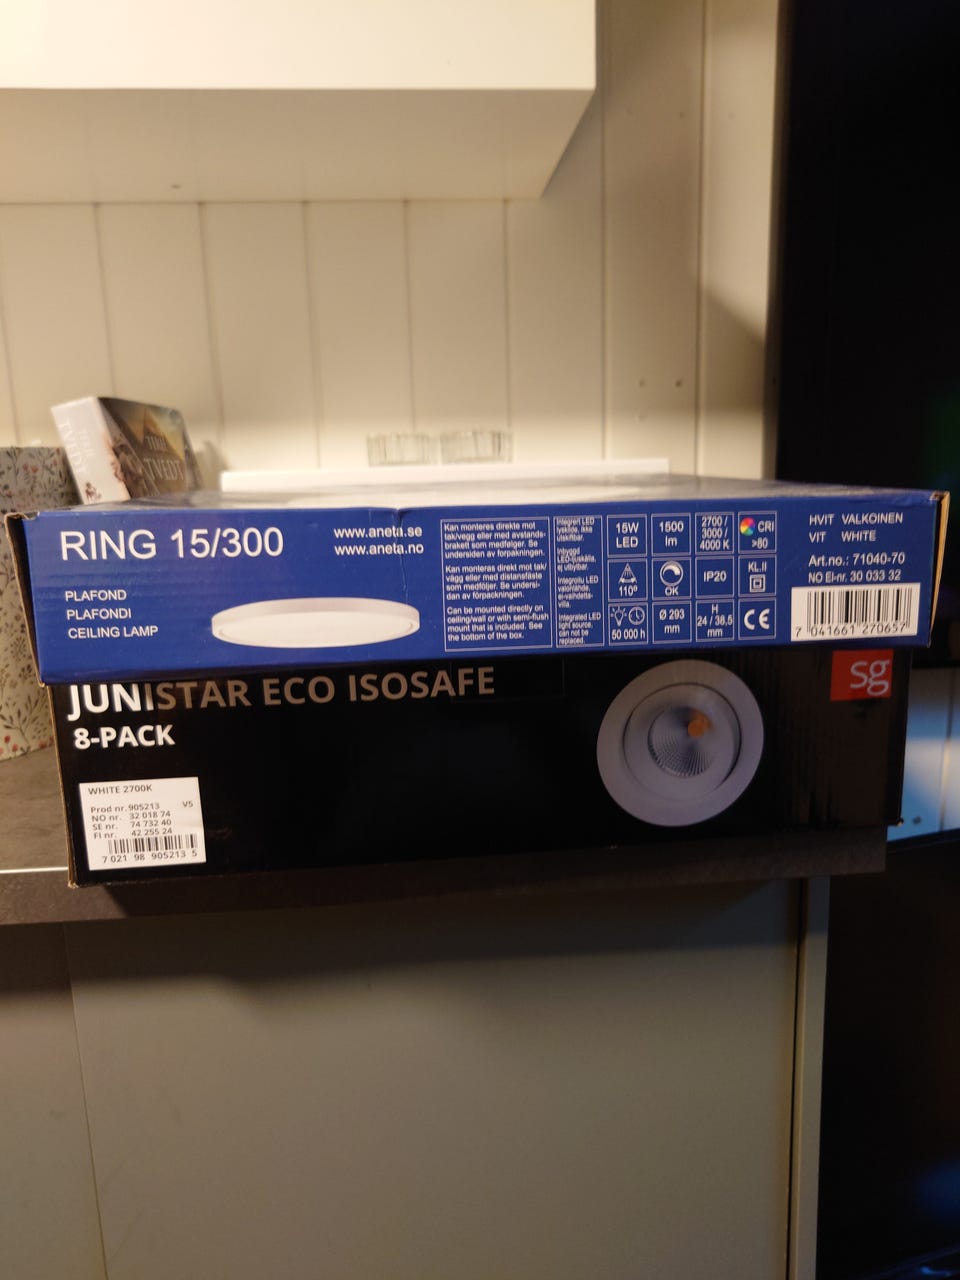 TERJE
TVEDT
TERJE
TVEDT
RING 15/300
www.aneta.se
www.aneta.no
PLAFOND
PLAFONDI
CEILING LAMP
Kan monteres direkte mot
tak/vegg eller med avstands-
brakett som medfølger. Se
undersiden av forpakningen.
Kan monteras direkt mot tak/
vägg eller med distansfäste
som medföljer. Se undersi-
dan av förpackningen.
Can be mounted directly on
ceiling/wall or with semi-flush
mount that is included. See
the bottom of the box.
Integrert LED
lyskilde, ikke
utskiftbar.
Inbyggd
LED-ljuskälla,
ej utbytbar.
Integroitu LED
valonlähde,
ei-vaihdetta-
villa.
Integrated LED
light source,
can not be
replaced.
15W
LED
1500
lm
2700 /
3000 /
4000 K
CRI
>80
110°
OK
IP20
KL.II
50 000 h
Ø 293
mm
H
24 / 38,5
mm
CE
HVIT VALKOINEN
VIT WHITE
Art.no.: 71040-70
NO El-nr. 30 033 32
7 041661 270657
JUNISTAR ECO ISOSAFE
8-PACK
sg
WHITE 2700K
Prod nr. 905213 V5
NO nr. 32 018 74
SE nr. 74 732 40
FI nr. 42 255 24
7 021 98 905213 5